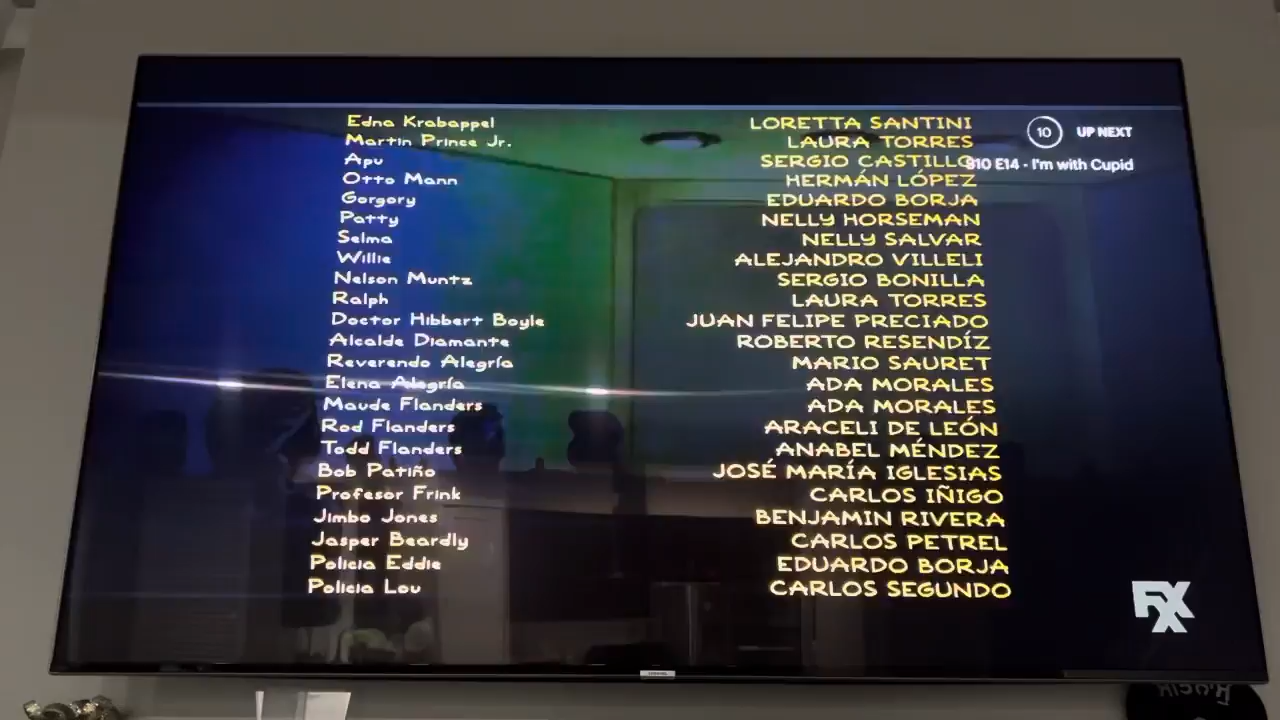 Edna Krabappel LORETTA SANTINI
10 UP NEXT
Martin Prince Jr. LAURA TORRES
Apu SERGIO CASTILLO
S10 E14 - I'm with Cupid
Otto Mann HERMÁN LÓPEZ
Gorgory EDUARDO BORJA
Patty NELLY HORSEMAN
Selma NELLY SALVAR
Willie ALEJANDRO VILLELI
Nelson Muntz SERGIO BONILLA
Ralph LAURA TORRES
Doctor Hibbert Boyle JUAN FELIPE PRECIADO
Alcalde Diamante ROBERTO RESENDÍZ
Reverendo Alegría MARIO SAURET
Elena Alegría ADA MORALES
Maude Flanders ADA MORALES
Rod Flanders ARACELI DE LEÓN
Todd Flanders ANABEL MÉNDEZ
Bob Patiño JOSÉ MARÍA IGLESIAS
Profesor Frink CARLOS IÑIGO
Jimbo Jones BENJAMIN RIVERA
Jasper Beardly CARLOS PETREL
Policia Eddie EDUARDO BORJA
Policia Lou CARLOS SEGUNDO
FXX